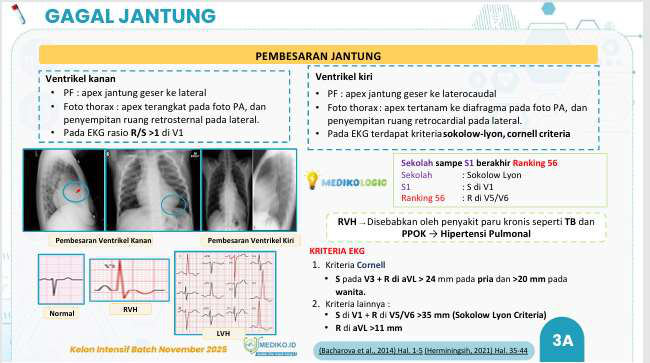 GAGAL JANTUNG
PEMBESARAN JANTUNG
Ventrikel kanan
• PF : apex jantung geser ke lateral
• Foto thorax : apex terangkat pada foto PA, dan
penyempitan ruang retrosternal pada lateral.
• Pada EKG rasio R/S >1 di V1
Ventrikel kiri
• PF : apex jantung geser ke laterocaudal
• Foto thorax : apex tertanam ke diafragma pada foto PA, dan
penyempitan ruang retrocardial pada lateral.
• Pada EKG terdapat kriteria sokolow-lyon, cornell criteria
Pembesaran Ventrikel Kanan
Pembesaran Ventrikel Kiri
Normal
RVH
LVH
MEDIKOLOGIC
Sekolah sampe S1 berakhir Ranking 56
Sekolah : Sokolow Lyon
S1 : S di V1
Ranking 56 : R di V5/V6
RVH → Disebabkan oleh penyakit paru kronis seperti TB dan
PPOK → Hipertensi Pulmonal
KRITERIA EKG
1. Kriteria Cornell
• S pada V3 + R di aVL > 24 mm pada pria dan >20 mm pada
wanita.
2. Kriteria lainnya :
• S di V1 + R di V5/V6 >35 mm (Sokolow Lyon Criteria)
• R di aVL >11 mm
Kelan Intensif Batch November 2025
MEDIKO.ID
(Bacharova et al., 2014) Hal. 1-5 (Herminingsih, 2021) Hal. 35-44
3A